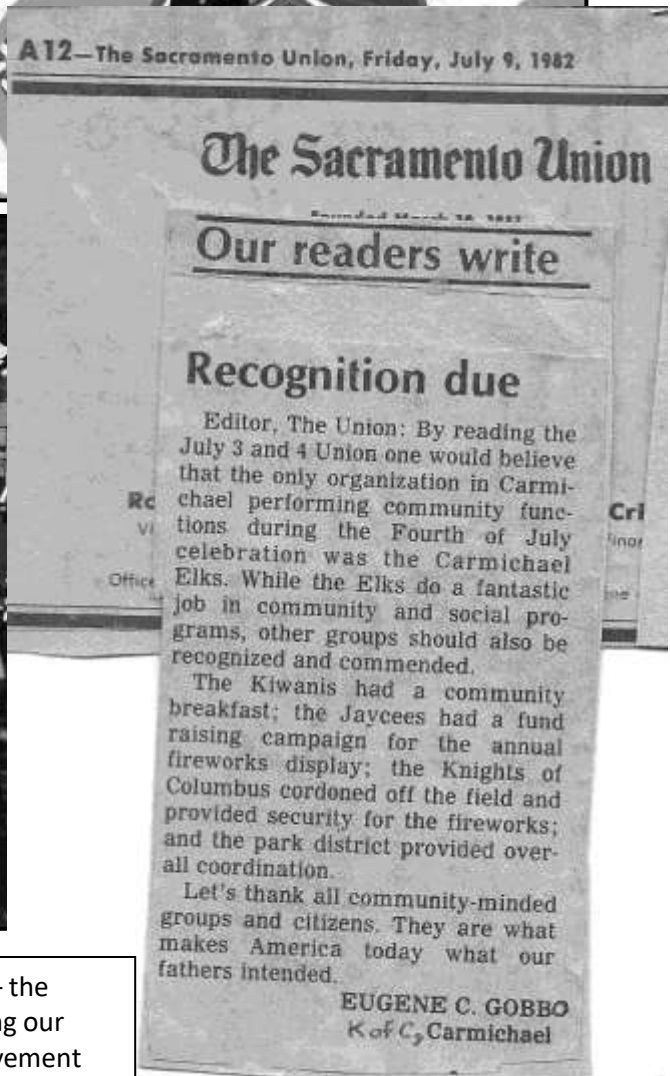 A12—The Sacramento Union, Friday, July 9, 1982
The Sacramento Union
Our readers write
Recognition due
Editor, The Union: By reading the
July 3 and 4 Union one would believe
that the only organization in Carmi-
chael performing community func-
tions during the Fourth of July
celebration was the Carmichael
Elks. While the Elks do a fantastic
job in community and social pro-
grams, other groups should also be
recognized and commended.
The Kiwanis had a community
breakfast; the Jaycees had a fund
raising campaign for the annual
fireworks display; the Knights of
Columbus cordoned off the field and
provided security for the fireworks;
and the park district provided over-
all coordination.
Let's thank all community-minded
groups and citizens. They are what
makes America today what our
fathers intended.
EUGENE C. GOBBO
K of C, Carmichael
Ro
Vi
Office
Cri
the
ng our
vement